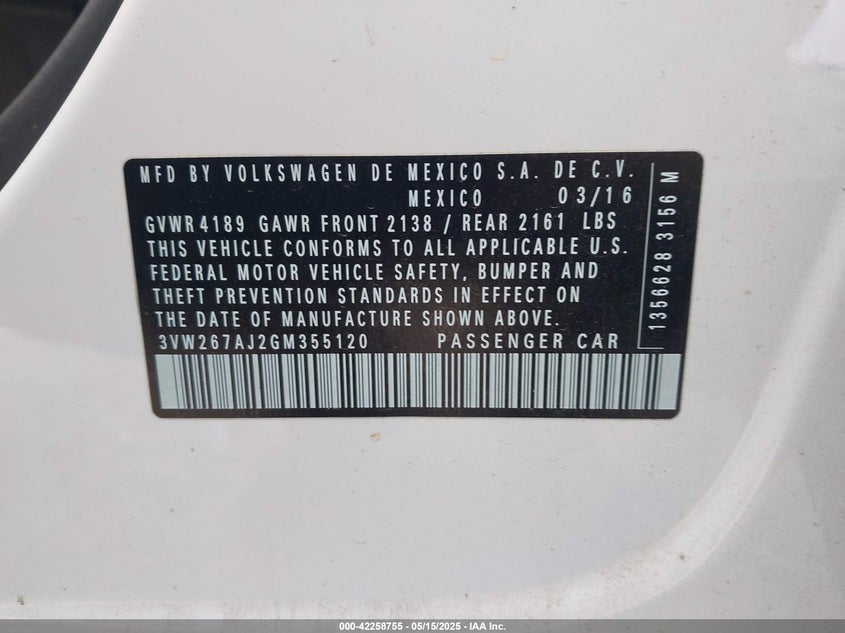 MFD BY VOLKSWAGEN DE MEXICO S.A. DE C.V.
MEXICO 03/16
GVWR 4189 GAWR FRONT 2138 / REAR 2161 LBS
THIS VEHICLE CONFORMS TO ALL APPLICABLE U.S.
FEDERAL MOTOR VEHICLE SAFETY, BUMPER AND
THEFT PREVENTION STANDARDS IN EFFECT ON
THE DATE OF MANUFACTURE SHOWN ABOVE.
3VW267AJ2GM355120 PASSENGER CAR
1356628 3156 M
000-42258755 - 05/15/2025 - IAA Inc.